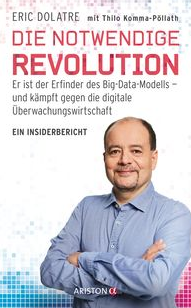 ERIC DOLATRE mit Thilo Komma-Pöllath
DIE NOTWENDIGE
REVOLUTION
Er ist der Erfinder des Big-Data-Modells –
und kämpft gegen die digitale
Überwachungswirtschaft
EIN INSIDERBERICHT
ARISTON